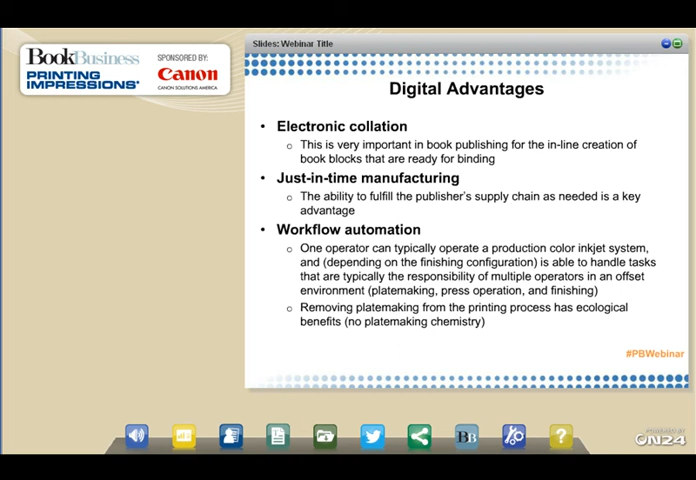 BookBusiness
PRINTING
IMPRESSIONS
SPONSORED BY:
Canon
CANON SOLUTIONS AMERICA
Slides: Webinar Title
Digital Advantages
• Electronic collation
o This is very important in book publishing for the in-line creation of
book blocks that are ready for binding
• Just-in-time manufacturing
o The ability to fulfill the publisher's supply chain as needed is a key
advantage
• Workflow automation
o One operator can typically operate a production color inkjet system,
and (depending on the finishing configuration) is able to handle tasks
that are typically the responsibility of multiple operators in an offset
environment (platemaking, press operation, and finishing)
o Removing platemaking from the printing process has ecological
benefits (no platemaking chemistry)
#PBWebinar
BB
?
POWERED BY
ON24